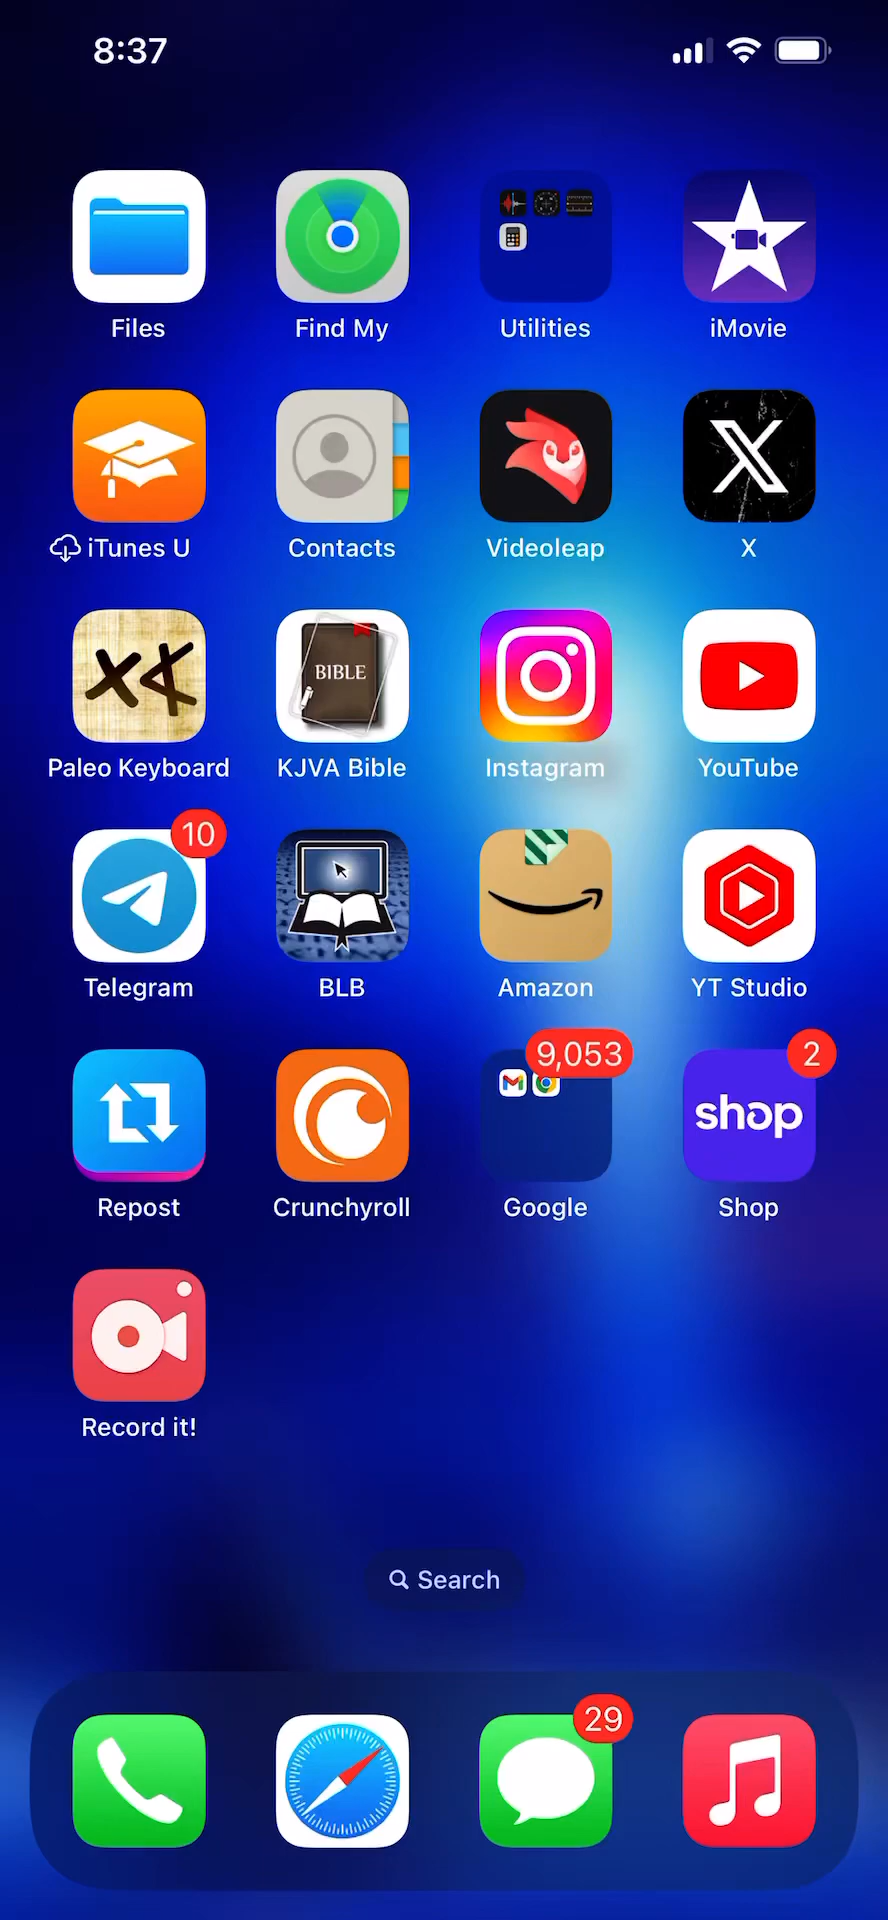 8:37
Files
Find My
Utilities
iMovie
iTunes U
Contacts
Videoleap
X
BIBLE
Paleo Keyboard
KJVA Bible
Instagram
YouTube
10
Telegram
BLB
Amazon
YT Studio
9,053
2
shop
Repost
Crunchyroll
Google
Shop
Record it!
Search
29